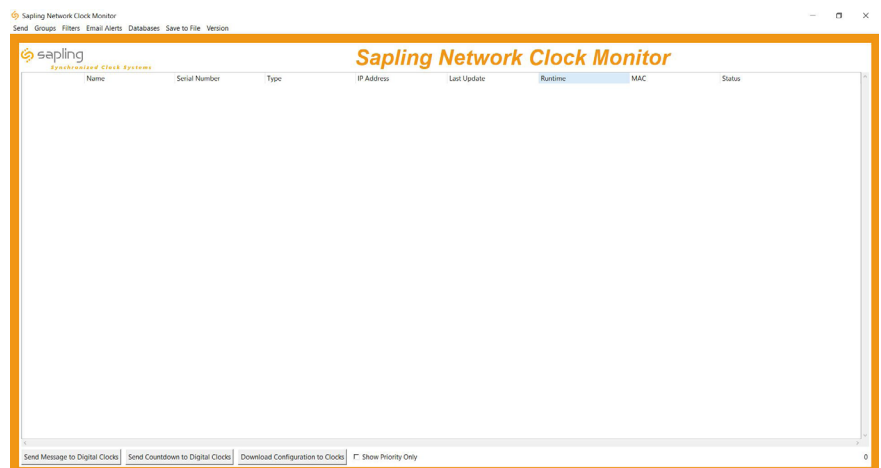 Sapling Network Clock Monitor
Send Groups Filters Email Alerts Databases Save to File Version
sapling
Synchronized Clock Systems
Sapling Network Clock Monitor
Name Serial Number Type IP Address Last Update Runtime MAC Status
Send Message to Digital Clocks Send Countdown to Digital Clocks Download Configuration to Clocks Show Priority Only 0